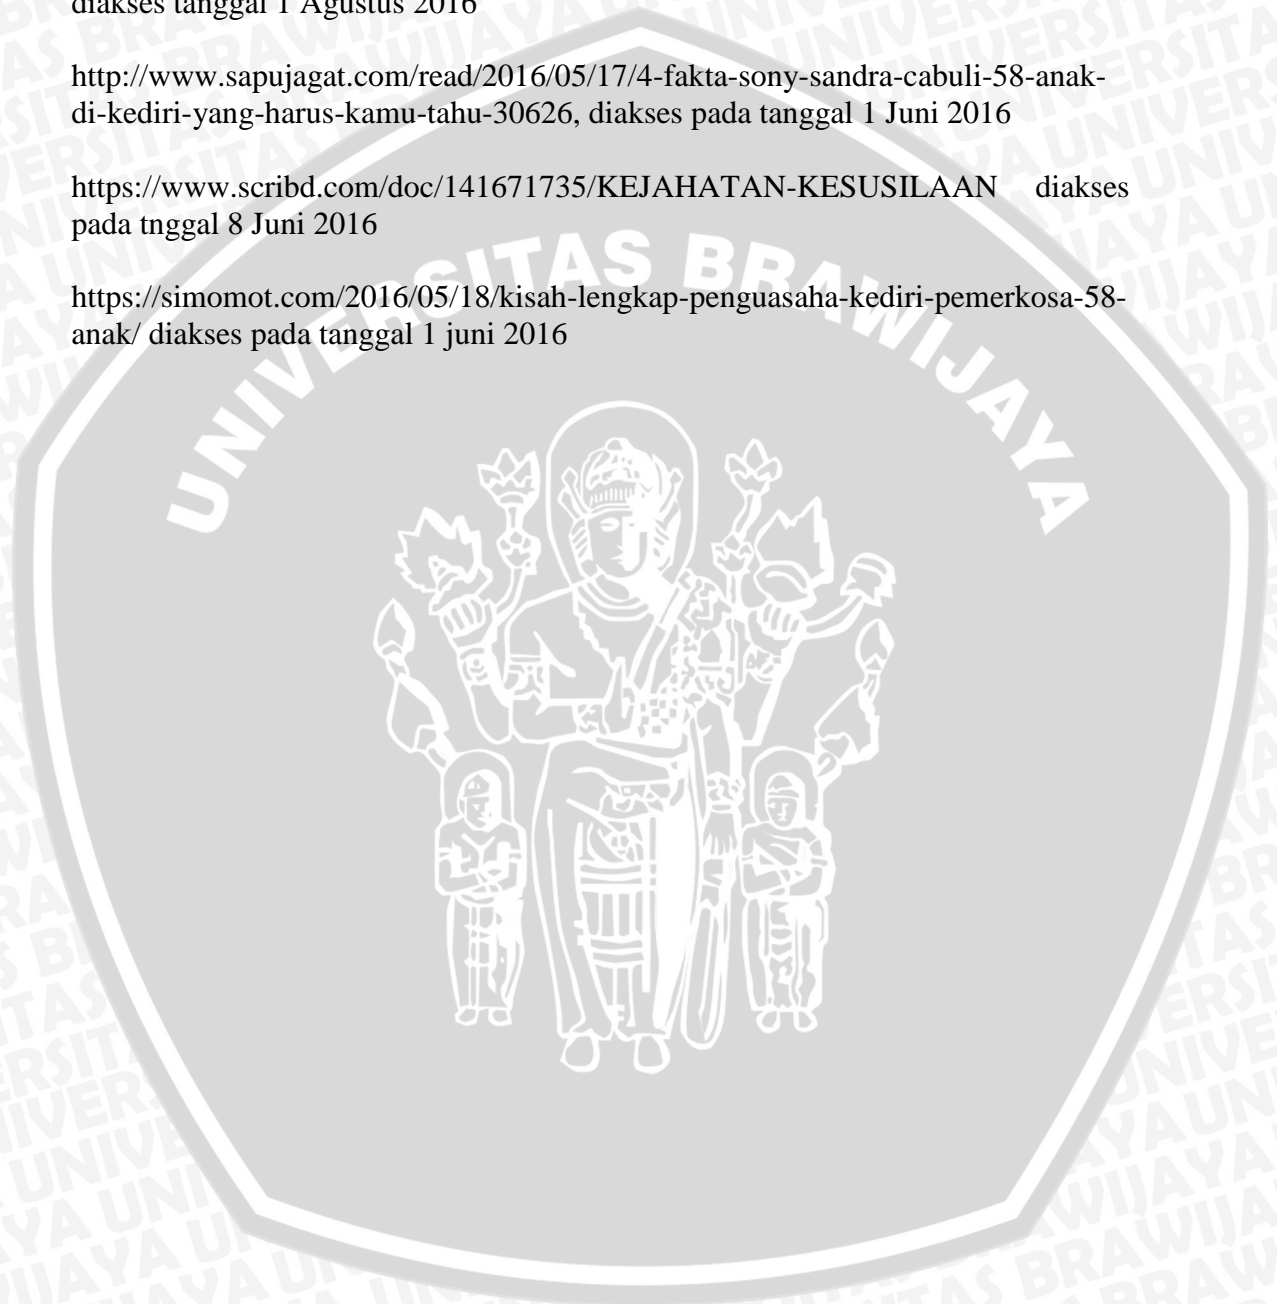 diakses tanggal 1 Agustus 2016
http://www.sapujagat.com/read/2016/05/17/4-fakta-sony-sandra-cabuli-58-anak-
di-kediri-yang-harus-kamu-tahu-30626, diakses pada tanggal 1 Juni 2016
https://www.scribd.com/doc/141671735/KEJAHATAN-KESUSILAAN diakses
pada tnggal 8 Juni 2016
https://simomot.com/2016/05/18/kisah-lengkap-penguasaha-kediri-pemerkosa-58-
anak/ diakses pada tanggal 1 juni 2016
UNIVERSITAS BRAWIJAYA